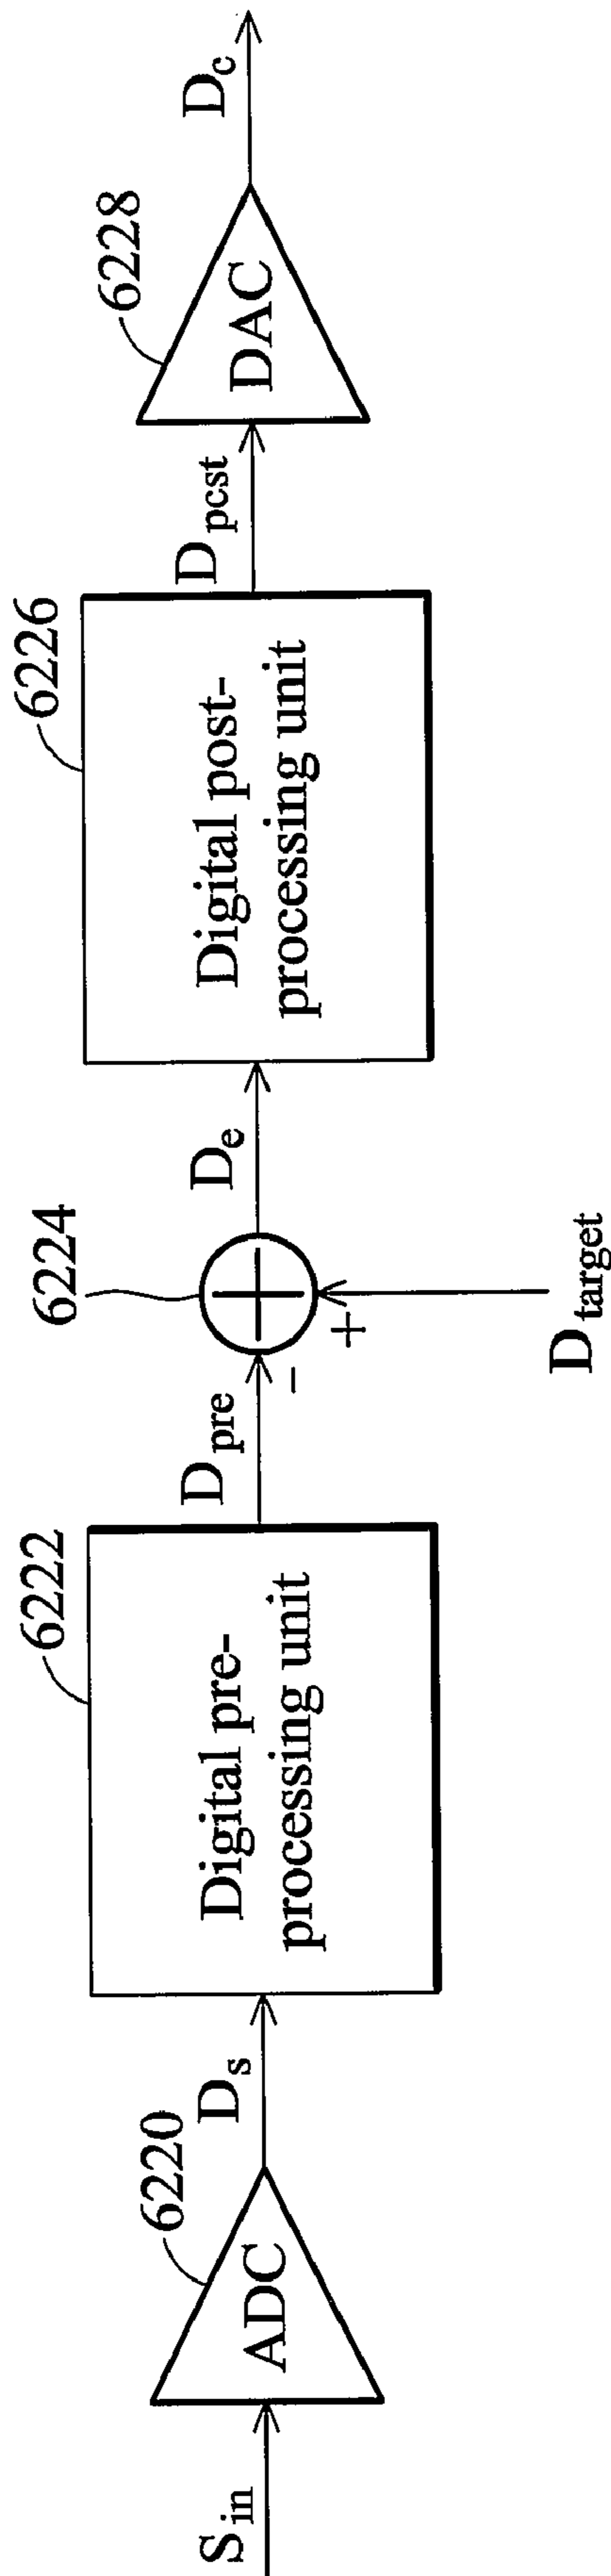 S_in
ADC
6220
D_s
Digital pre-
processing unit
6222
D_pre
-
+
D_target
6224
D_e
Digital post-
processing unit
6226
D_pcst
DAC
6228
D_c